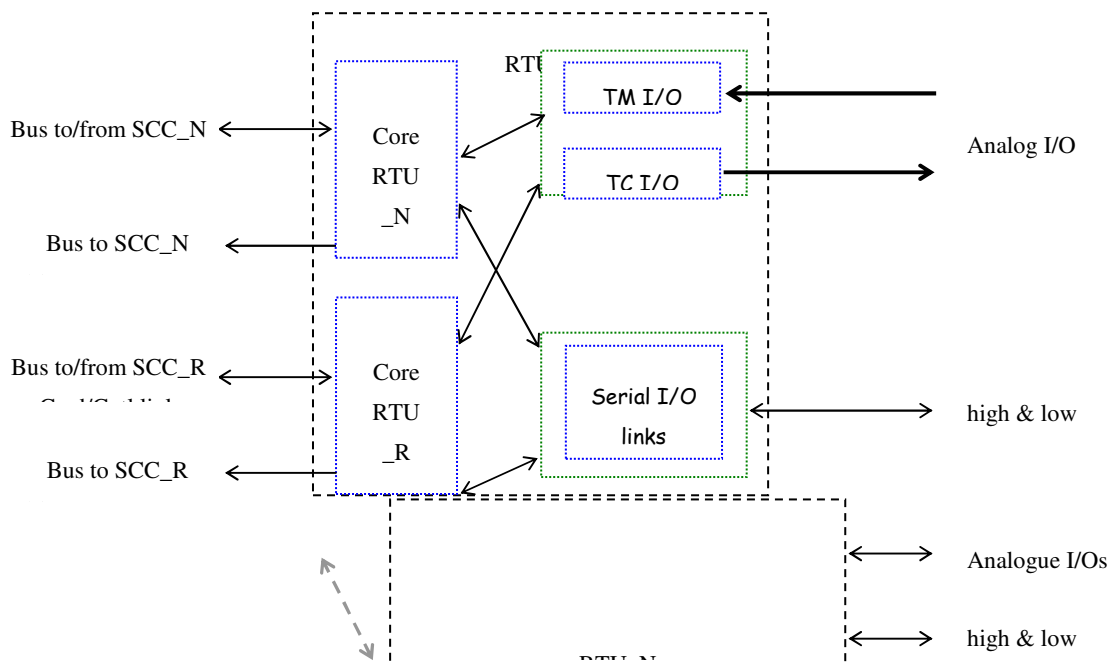 RTU
TM I/O
Bus to/from SCC_N
Core
RTU
_N
Analog I/O
TC I/O
Bus to SCC_N
Bus to/from SCC_R
Core
RTU
_R
Serial I/O
links
high & low
Bus to SCC_R
Analogue I/Os
high & low